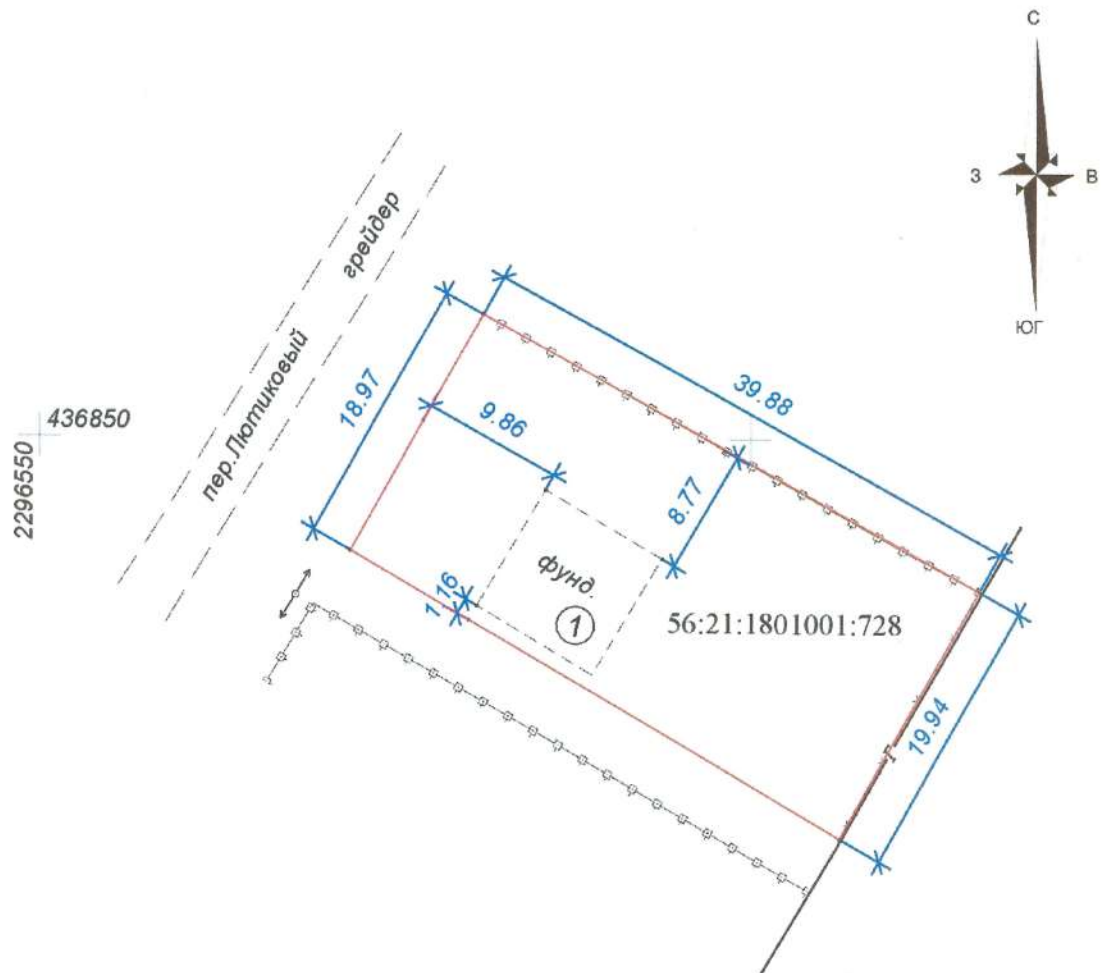 С
З
В
ЮГ
грейдер
пер.Лютиковый
436850
2296550
18.97
39.88
9.86
8.77
1.16
фунд.
1
56:21:1801001:728
19.94
Г